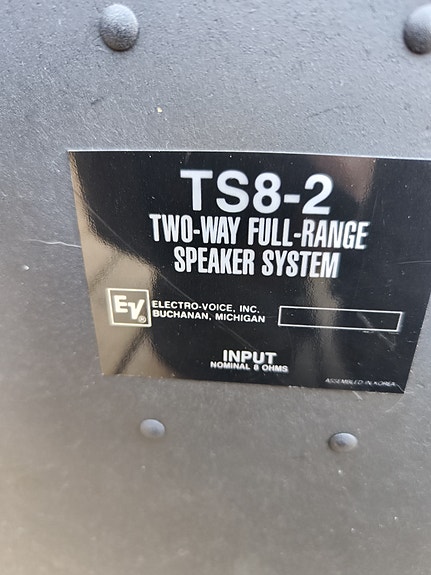 TS8-2
TWO-WAY FULL-RANGE
SPEAKER SYSTEM
EV®
ELECTRO-VOICE, INC.
BUCHANAN, MICHIGAN
INPUT
NOMINAL 8 OHMS
ASSEMBLED IN KOREA